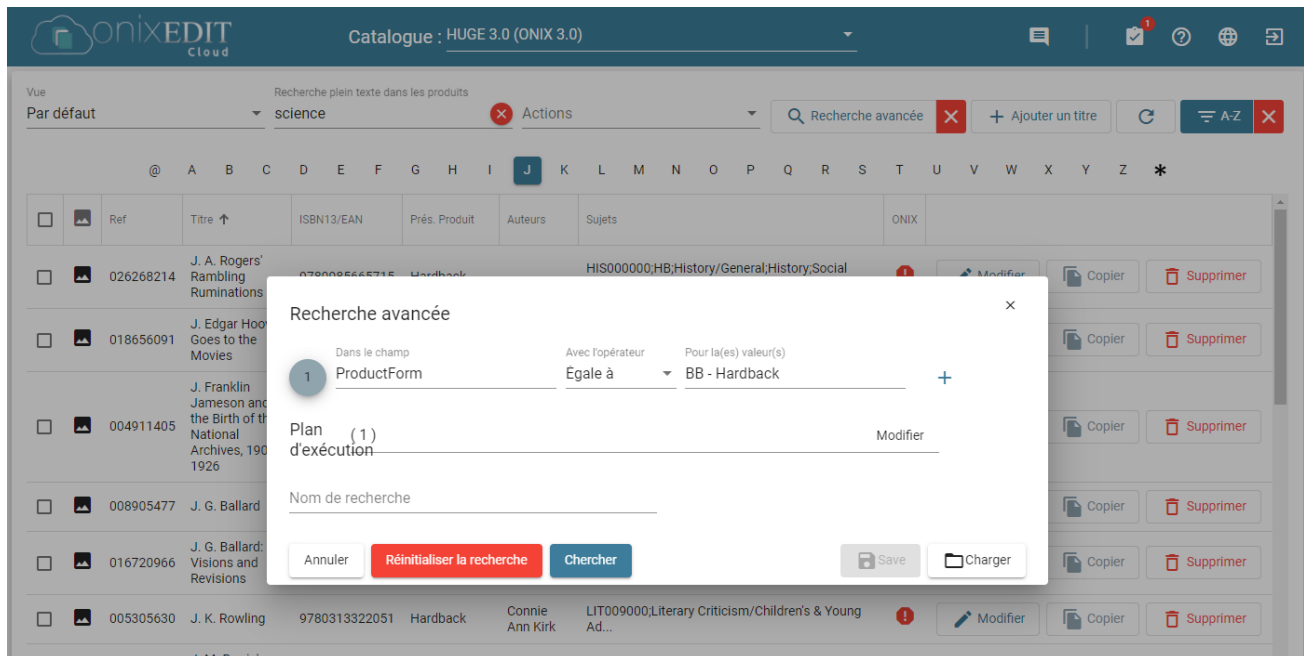 onixEDIT
Cloud
Catalogue : HUGE 3.0 (ONIX 3.0)
1
Vue
Par défaut
Recherche plein texte dans les produits
science
Actions
Recherche avancée
Ajouter un titre
A-Z
@ A B C D E F G H I J K L M N O P Q R S T U V W X Y Z *
Ref Titre ISBN13/EAN Prés. Produit Auteurs Sujets ONIX
026268214
J. A. Rogers'
Rambling
Ruminations
9780085665715 Hardback
HIS000000;HB;History/General;History;Social
Modifier Copier Supprimer
018656091
J. Edgar Hoov
Goes to the
Movies
Copier Supprimer
004911405
J. Franklin
Jameson and
the Birth of th
National
Archives, 190
1926
Copier Supprimer
008905477 J. G. Ballard
Copier Supprimer
016720966
J. G. Ballard:
Visions and
Revisions
Copier Supprimer
005305630 J. K. Rowling 9780313322051 Hardback
Connie
Ann Kirk
LIT009000;Literary Criticism/Children's & Young
Ad...
Modifier Copier Supprimer
Recherche avancée
×
1
Dans le champ
ProductForm
Avec l'opérateur
Égale à
Pour la(es) valeur(s)
BB - Hardback
+
Plan
d'exécution
( 1 )
Modifier
Nom de recherche
Annuler Réinitialiser la recherche Chercher Save Charger